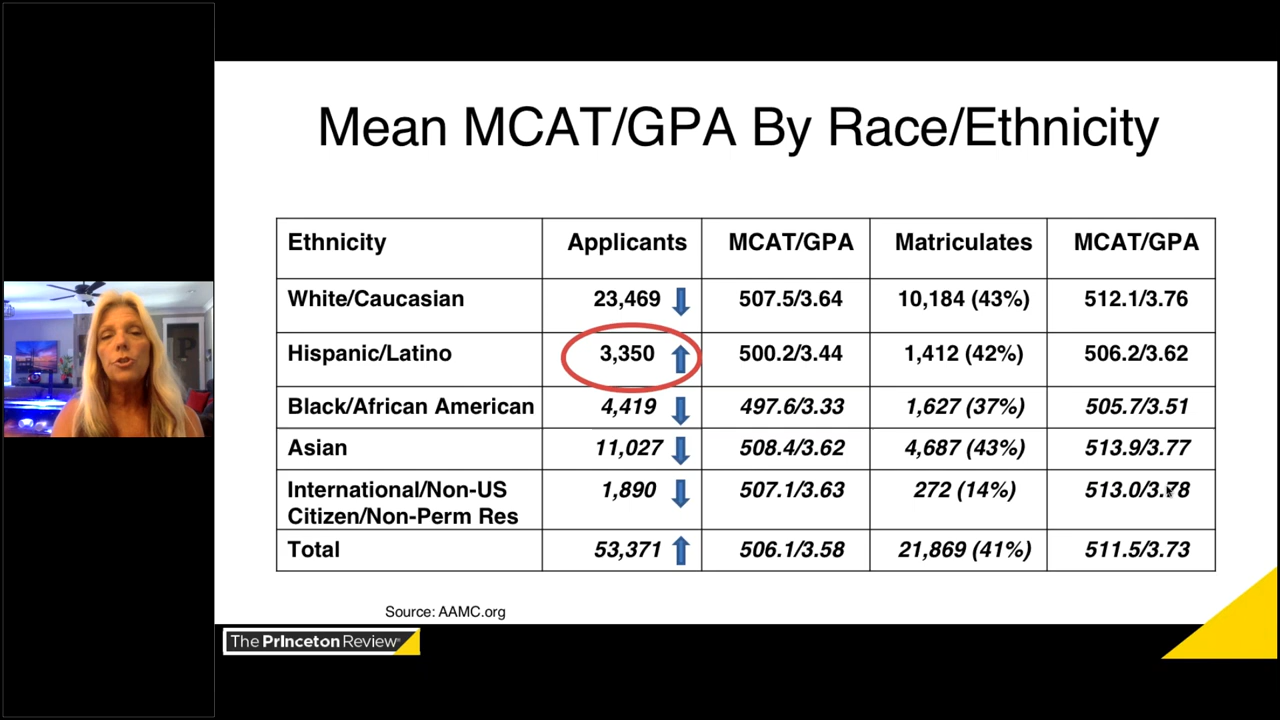 Mean MCAT/GPA By Race/Ethnicity
Ethnicity Applicants MCAT/GPA Matriculates MCAT/GPA
White/Caucasian 23,469 507.5/3.64 10,184 (43%) 512.1/3.76
Hispanic/Latino 3,350 500.2/3.44 1,412 (42%) 506.2/3.62
Black/African American 4,419 497.6/3.33 1,627 (37%) 505.7/3.51
Asian 11,027 508.4/3.62 4,687 (43%) 513.9/3.77
International/Non-US 1,890 507.1/3.63 272 (14%) 513.0/3.78
Citizen/Non-Perm Res
Total 53,371 506.1/3.58 21,869 (41%) 511.5/3.73
Source: AAMC.org
The Princeton Review®
P